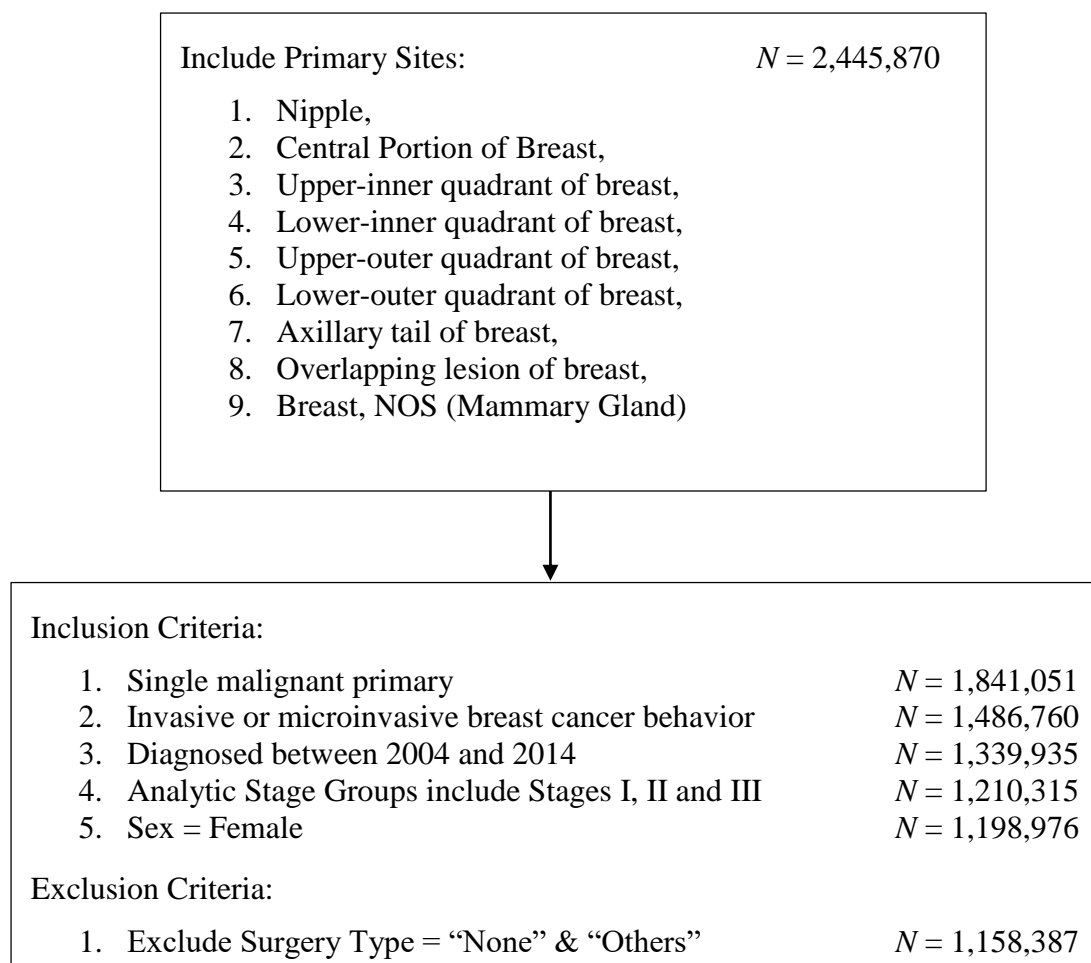 Include Primary Sites: N = 2,445,870
1. Nipple,
2. Central Portion of Breast,
3. Upper-inner quadrant of breast,
4. Lower-inner quadrant of breast,
5. Upper-outer quadrant of breast,
6. Lower-outer quadrant of breast,
7. Axillary tail of breast,
8. Overlapping lesion of breast,
9. Breast, NOS (Mammary Gland)
Inclusion Criteria:
1. Single malignant primary N = 1,841,051
2. Invasive or microinvasive breast cancer behavior N = 1,486,760
3. Diagnosed between 2004 and 2014 N = 1,339,935
4. Analytic Stage Groups include Stages I, II and III N = 1,210,315
5. Sex = Female N = 1,198,976
Exclusion Criteria:
1. Exclude Surgery Type = “None” & “Others” N = 1,158,387